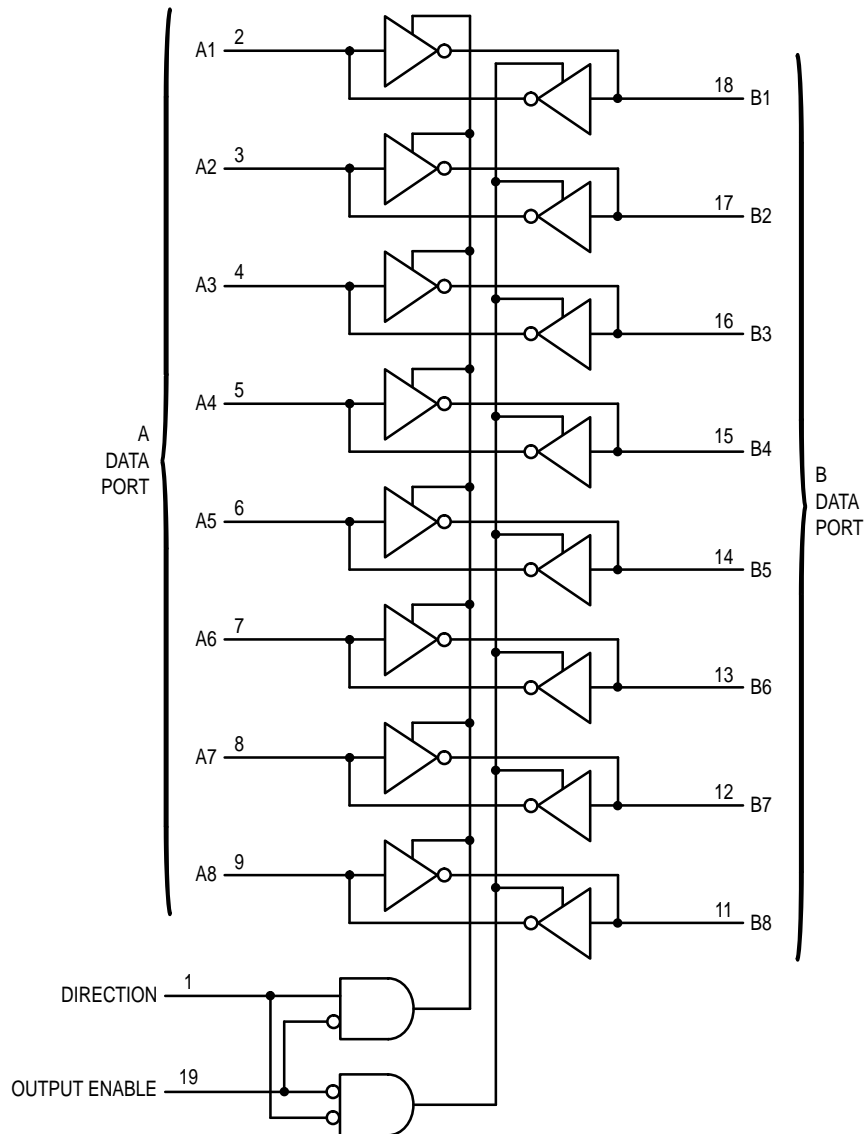 A1 2
18 B1
A2 3
17 B2
A3 4
16 B3
A4 5
15 B4
A
DATA
PORT
B
DATA
PORT
A5 6
14 B5
A6 7
13 B6
A7 8
12 B7
A8 9
11 B8
DIRECTION 1
OUTPUT ENABLE 19